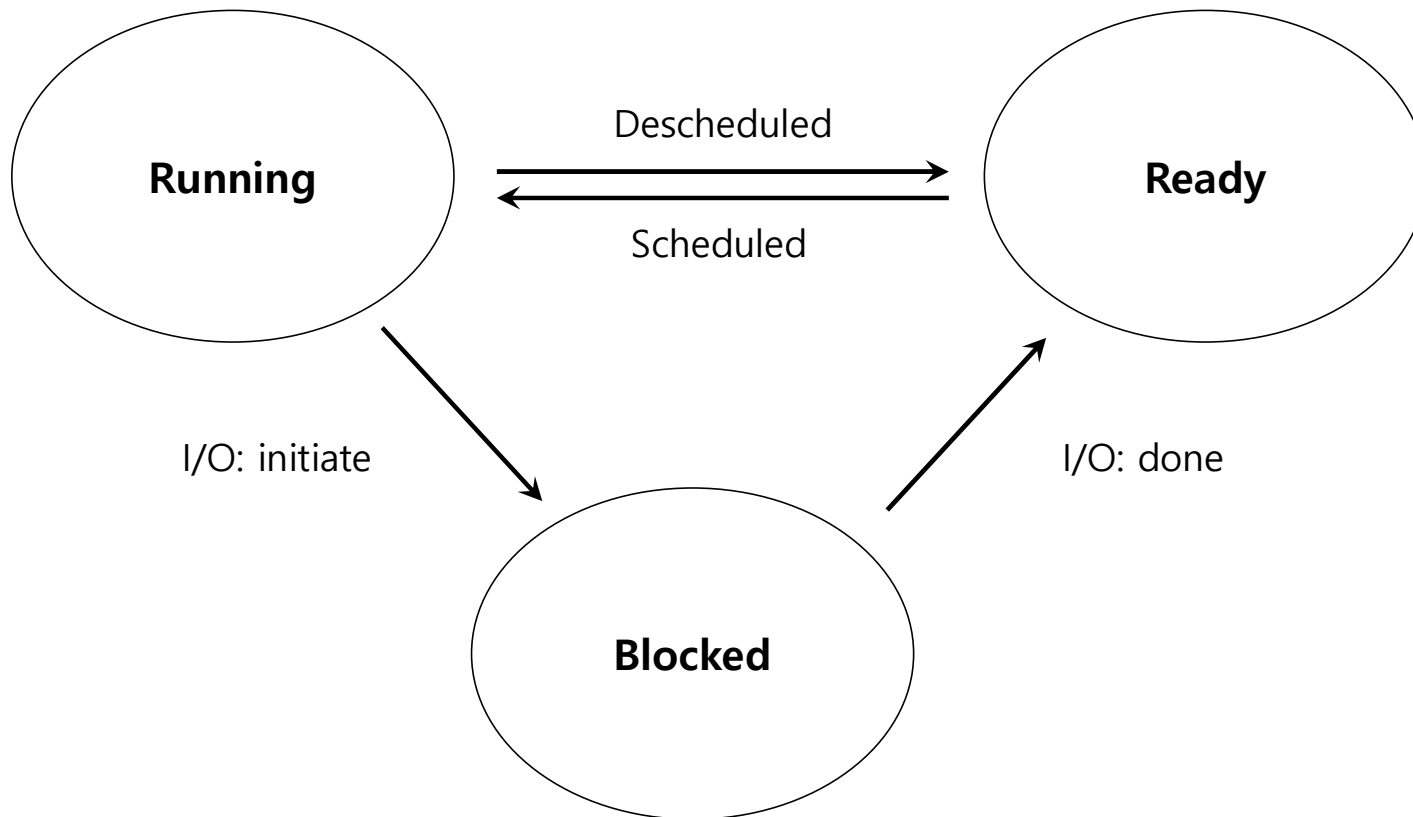 Descheduled
Running
Ready
Scheduled
I/O: initiate
I/O: done
Blocked